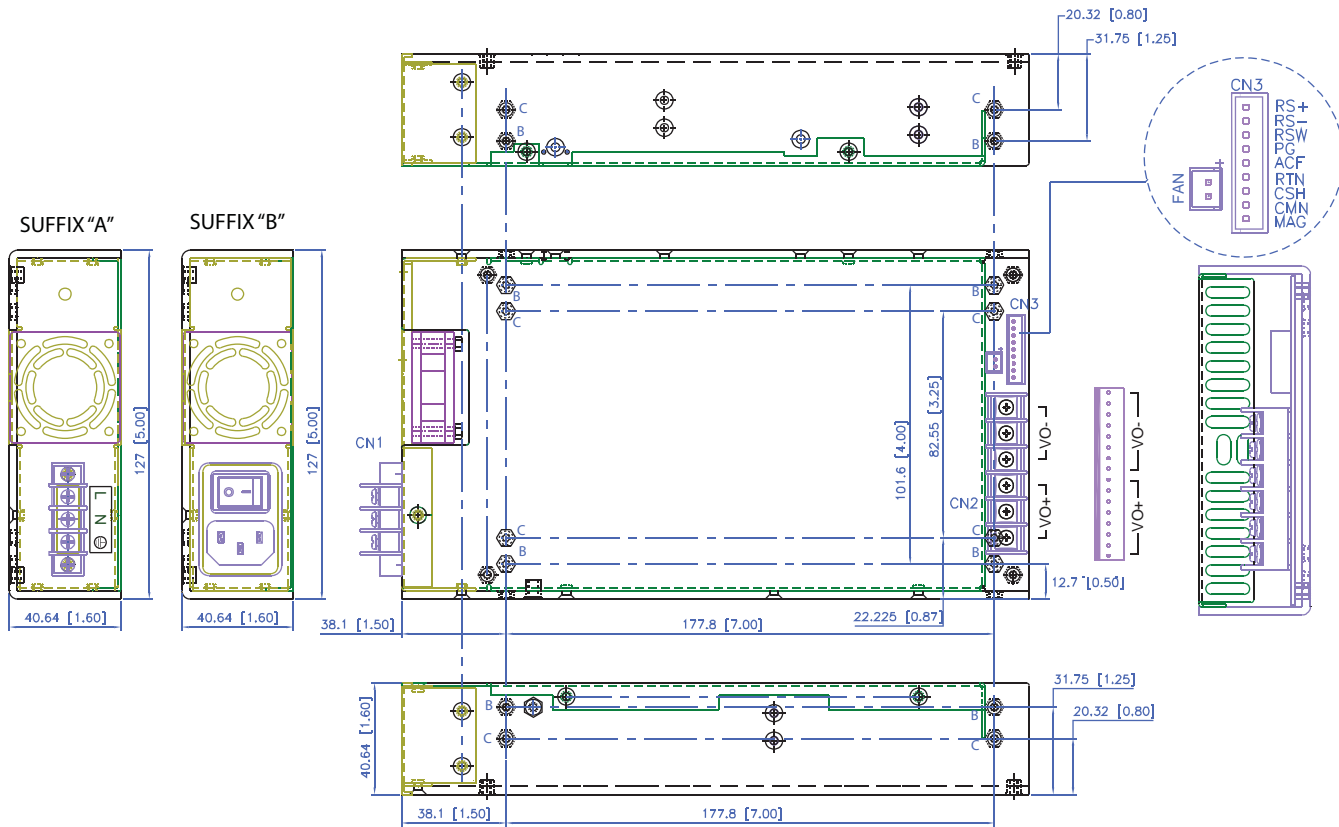 20.32 [0.80]
31.75 [1.25]
C
B
C
B
CN3
RS+
RS-
RSW
PG
ACF
RTN
CSH
CMN
MAG
+
FAN
SUFFIX "A"
SUFFIX "B"
127 [5.00]
127 [5.00]
L
N
40.64 [1.60]
40.64 [1.60]
B
C
B
C
CN3
+
CN1
101.6 [4.00]
82.55 [3.25]
VO-
VO+
CN2
VO-
VO+
C
B
C
B
12.7 [0.50]
22.225 [0.87]
38.1 [1.50]
177.8 [7.00]
31.75 [1.25]
20.32 [0.80]
B
C
B
C
40.64 [1.60]
38.1 [1.50]
177.8 [7.00]